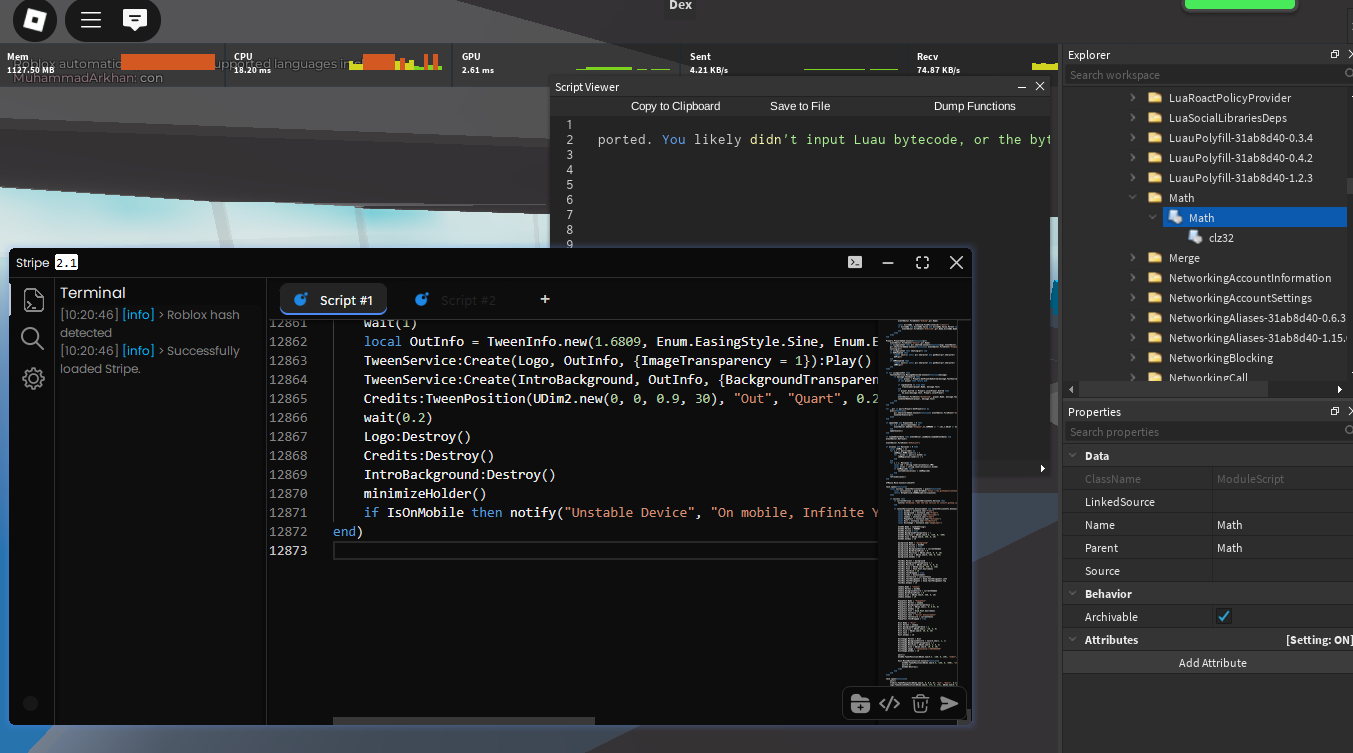 Dex
Mem
1127.50 MB
CPU
18.20 ms
GPU
2.61 ms
Sent
4.21 KB/s
Recv
74.87 KB/s
Roblox automatic
upported languages in
MuhammadArkhan: con
Script Viewer
Copy to Clipboard
Save to File
Dump Functions
1
2
ported. You likely didn't input Luau bytecode, or the byt
3
4
5
6
7
8
9
Explorer
Search workspace
LuaRoactPolicyProvider
LuaSocialLibrariesDeps
LuauPolyfill-31ab8d40-0.3.4
LuauPolyfill-31ab8d40-0.4.2
LuauPolyfill-31ab8d40-1.2.3
Math
Math
clz32
Merge
NetworkingAccountInformation
NetworkingAccountSettings
NetworkingAliases-31ab8d40-0.6.3
NetworkingAliases-31ab8d40-1.15.
NetworkingBlocking
NetworkingCall
Properties
Search properties
Data
ClassName ModuleScript
LinkedSource
Name Math
Parent Math
Source
Behavior
Archivable
Attributes [Setting: ON]
Add Attribute
Stripe 2.1
Terminal
[10:20:46] [info] > Roblox hash
detected
[10:20:46] [info] > Successfully
loaded Stripe.
Script #1
Script #2
+
12861 wait(1)
12862 local OutInfo = TweenInfo.new(1.6809, Enum.EasingStyle.Sine, Enum.E
12863 TweenService:Create(Logo, OutInfo, {ImageTransparency = 1}):Play()
12864 TweenService:Create(IntroBackground, OutInfo, {BackgroundTransparen
12865 Credits:TweenPosition(UDim2.new(0, 0, 0.9, 30), "Out", "Quart", 0.2
12866 wait(0.2)
12867 Logo:Destroy()
12868 Credits:Destroy()
12869 IntroBackground:Destroy()
12870 minimizeHolder()
12871 if IsOnMobile then notify("Unstable Device", "On mobile, Infinite Y
12872 end)
12873